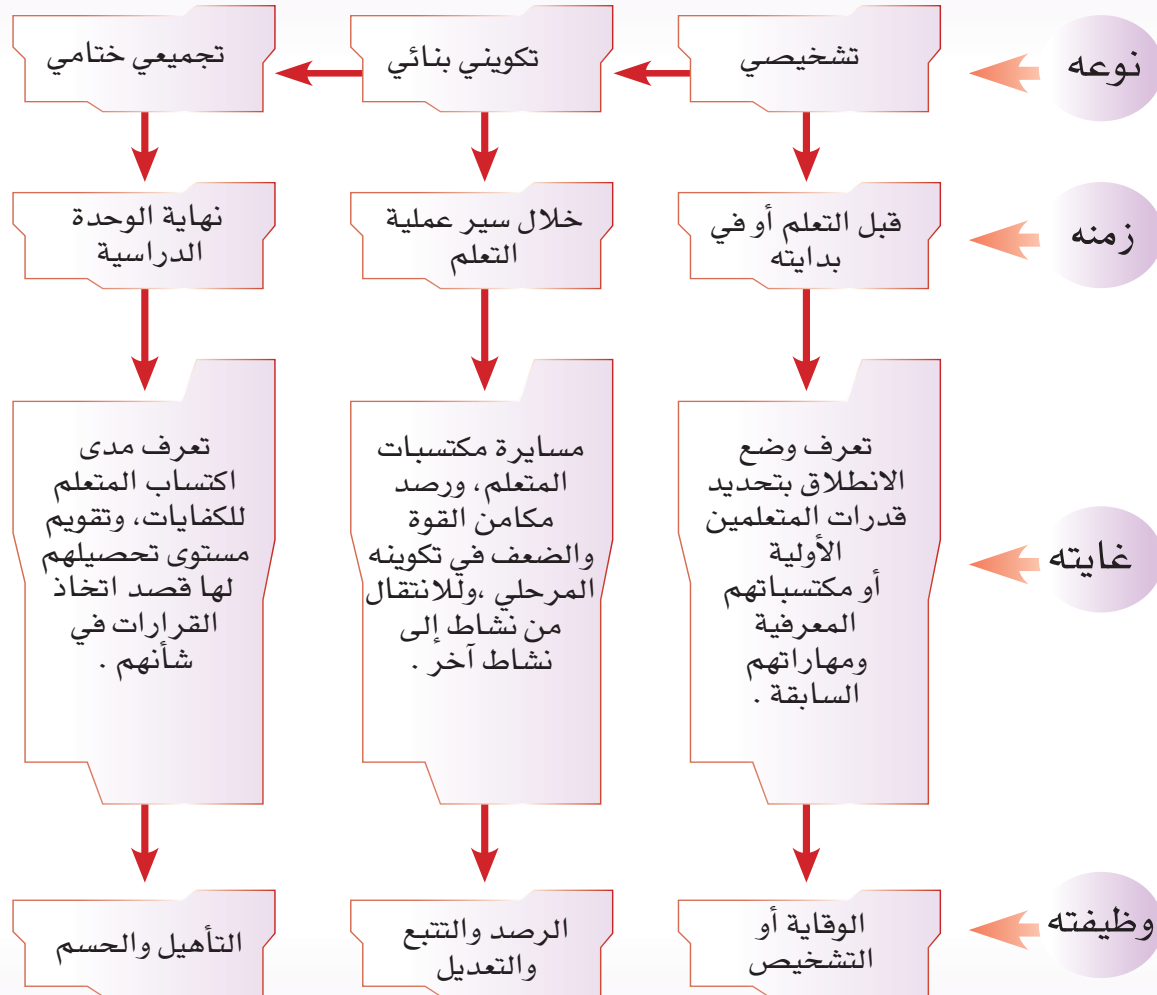 نوعه
تشخيصي
تكويني بنائي
تجميعي ختامي
زمنه
قبل التعلم أو في
بدايته
خلال سير عملية
التعلم
نهاية الوحدة
الدراسية
غايته
تعرف وضع
الانطلاق بتحديد
قدرات المتعلمين
الأولية
أو مكتسباتهم
المعرفية
ومهاراتهم
السابقة .
مسايرة مكتسبات
المتعلم، ورصد
مكامن القوة
والضعف في تكوينه
المرحلي ،وللانتقال
من نشاط إلى
نشاط آخر .
تعرف مدى
اكتساب المتعلم
للكفايات، وتقويم
مستوى تحصيلهم
لها قصد اتخاذ
القرارات في
شأنهم .
وظيفته
الوقاية أو
التشخيص
الرصد والتتبع
والتعديل
التأهيل والحسم